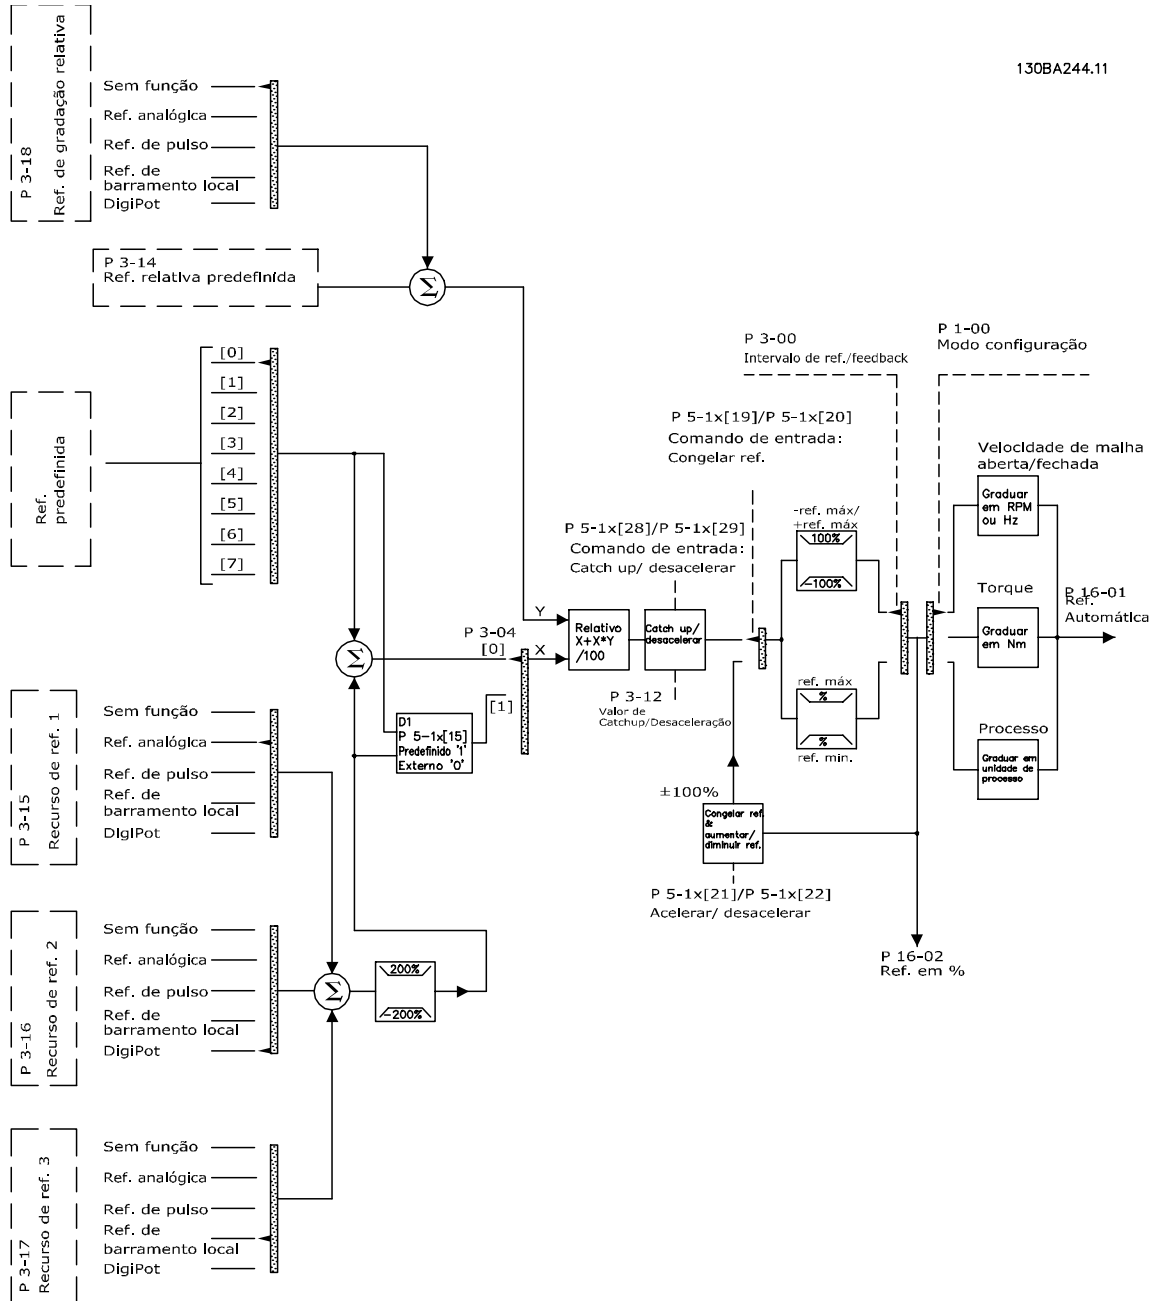 130BA244.11
P 3-18
Ref. de gradação relativa
Sem função
Ref. analógica
Ref. de pulso
Ref. de
barramento local
DigiPot
P 3-14
Ref. relativa predefinida
Σ
Ref.
predefinida
[0]
[1]
[2]
[3]
[4]
[5]
[6]
[7]
Σ
P 3-04
[0]
[1]
Y
X
D1
P 5-1x[15]
Predefinido '1'
Externo '0'
Relativo
X+X*Y
/100
P 5-1x[28]/P 5-1x[29]
Comando de entrada:
Catch up/ desacelerar
Catch up/
desacelerar
P 3-12
Valor de
Catchup/Desaceleração
P 5-1x[19]/P 5-1x[20]
Comando de entrada:
Congelar ref.
P 3-00
Intervalo de ref./feedback
P 1-00
Modo configuração
-ref. máx/
+ref. máx
100%
-100%
ref. máx
%
%
ref. min.
±100%
Congelar ref.
&
aumentar/
diminuir ref.
P 5-1x[21]/P 5-1x[22]
Acelerar/ desacelerar
Velocidade de malha
aberta/fechada
Graduar
em RPM
ou Hz
Torque
Graduar
em Nm
Processo
Graduar em
unidade de
processo
P 16-01
Ref.
Automática
P 16-02
Ref. em %
P 3-15
Recurso de ref. 1
Sem função
Ref. analógica
Ref. de pulso
Ref. de
barramento local
DigiPot
P 3-16
Recurso de ref. 2
Sem função
Ref. analógica
Ref. de pulso
Ref. de
barramento local
DigiPot
Σ
200%
-200%
P 3-17
Recurso de ref. 3
Sem função
Ref. analógica
Ref. de pulso
Ref. de
barramento local
DigiPot